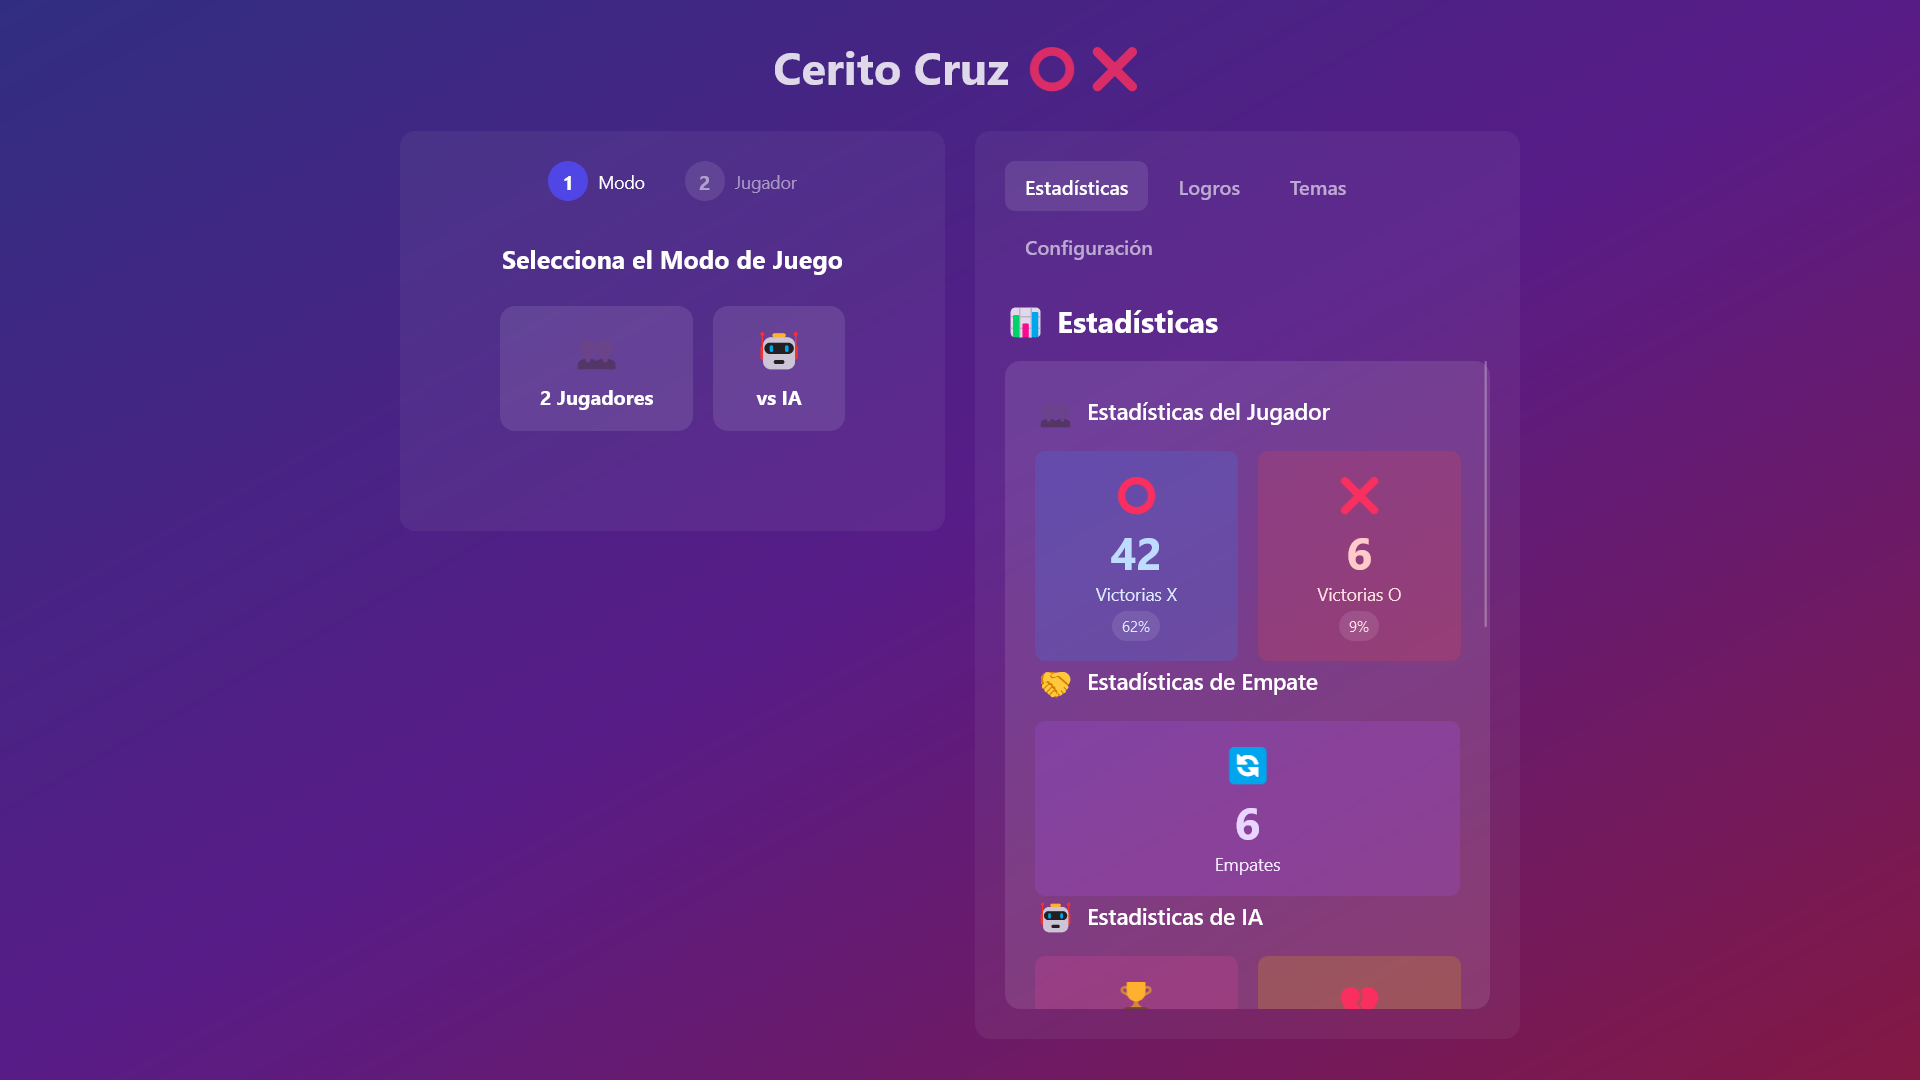 Cerito Cruz ⭕ ❌
1 Modo
2 Jugador
Selecciona el Modo de Juego
2 Jugadores
vs IA
Estadísticas
Logros
Temas
Configuración
Estadísticas
Estadísticas del Jugador
42
Victorias X
62%
6
Victorias O
9%
Estadísticas de Empate
6
Empates
Estadisticas de IA